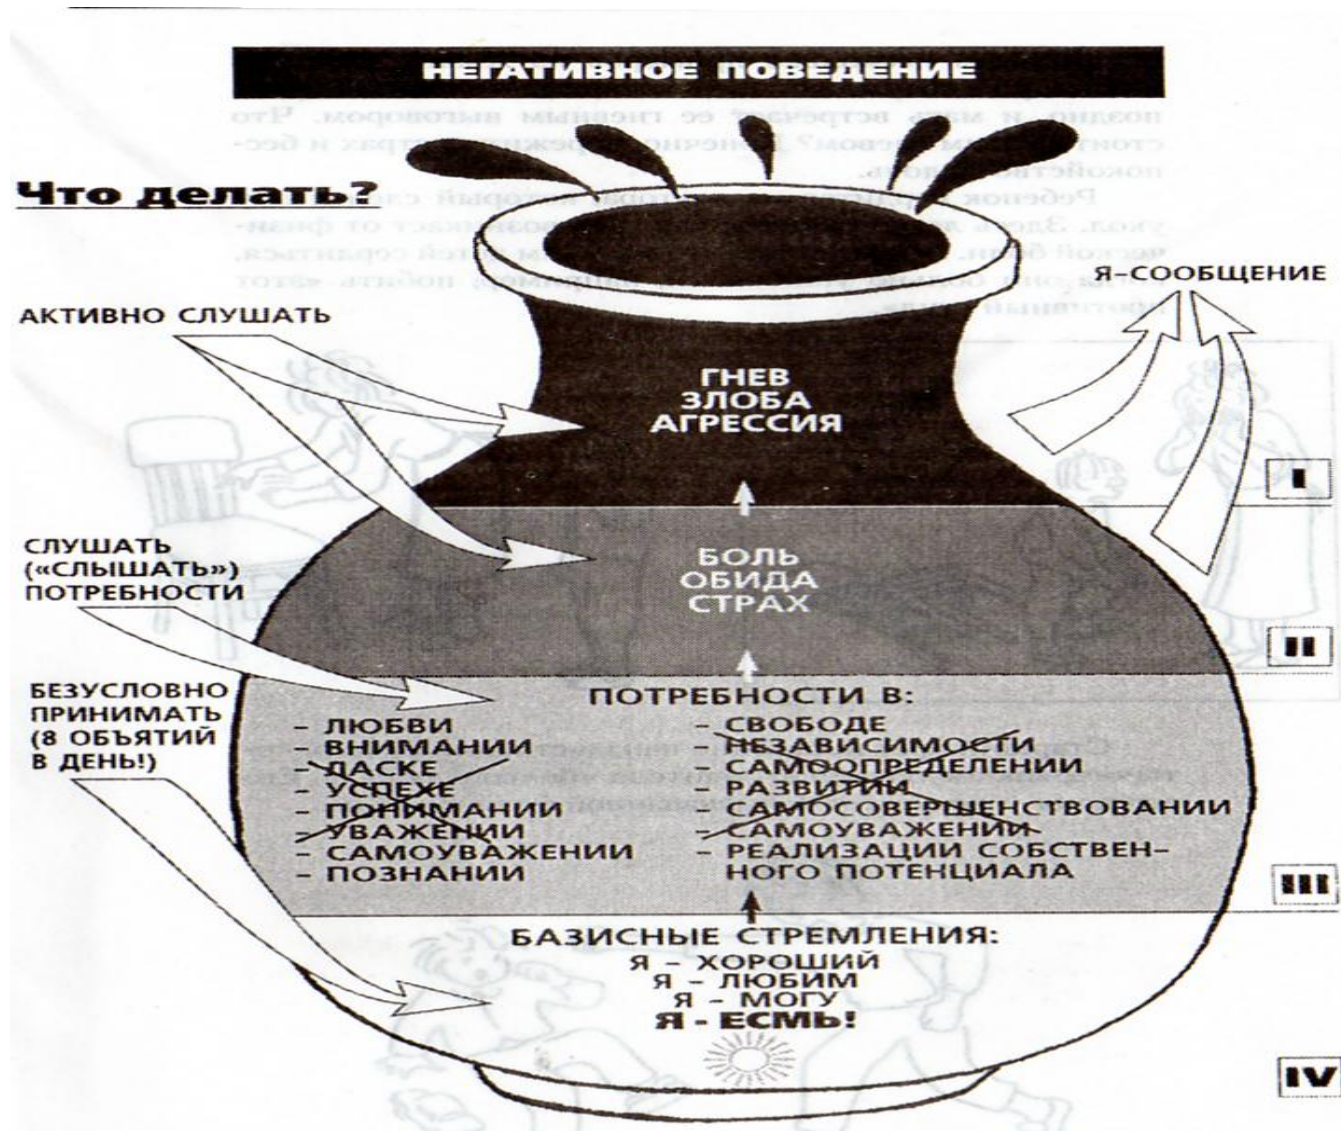 НЕГАТИВНОЕ ПОВЕДЕНИЕ
Что делать?
АКТИВНО СЛУШАТЬ
Я-СООБЩЕНИЕ
ГНЕВ
ЗЛОБА
АГРЕССИЯ
I
СЛУШАТЬ
(«СЛЫШАТЬ»)
ПОТРЕБНОСТИ
БОЛЬ
ОБИДА
СТРАХ
II
БЕЗУСЛОВНО
ПРИНИМАТЬ
(8 ОБЪЯТИЙ
В ДЕНЬ!)
ПОТРЕБНОСТИ В:
- ЛЮБВИ
- ВНИМАНИИ
- ЛАСКЕ
- УСПЕХЕ
- ПОНИМАНИИ
- УВАЖЕНИИ
- САМОУВАЖЕНИИ
- ПОЗНАНИИ
- СВОБОДЕ
- НЕЗАВИСИМОСТИ
- САМООПРЕДЕЛЕНИИ
- РАЗВИТИИ
- САМОСОВЕРШЕНСТВОВАНИИ
- САМОУВАЖЕНИИ
- РЕАЛИЗАЦИИ СОБСТВЕН-
НОГО ПОТЕНЦИАЛА
III
БАЗИСНЫЕ СТРЕМЛЕНИЯ:
Я - ХОРОШИЙ
Я - ЛЮБИМ
Я - МОГУ
Я - ЕСМЬ!
IV